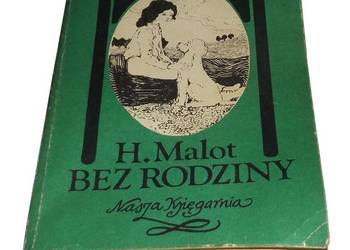 H. Malot
BEZ RODZINY
Nasza Księgarnia